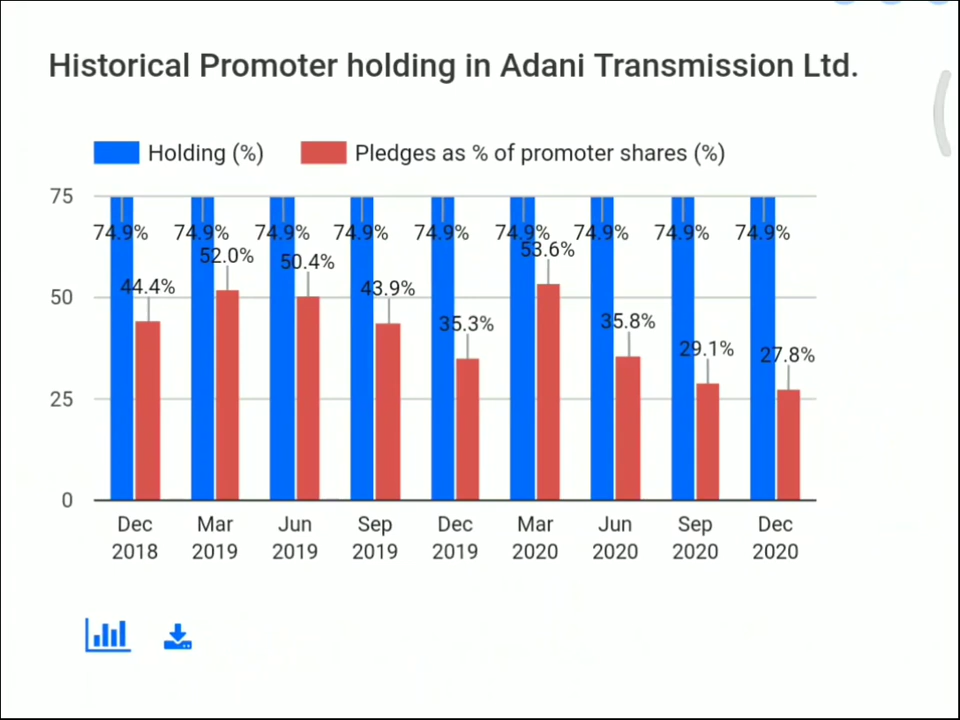 Historical Promoter holding in Adani Transmission Ltd.
Holding (%) Pledges as % of promoter shares (%)
75
74.9% 74.9% 74.9% 74.9% 74.9% 74.9% 74.9% 74.9% 74.9%
44.4% 52.0% 50.4% 43.9% 35.3% 53.6% 35.8% 29.1% 27.8%
50
25
0
Dec Mar Jun Sep Dec Mar Jun Sep Dec
2018 2019 2019 2019 2019 2020 2020 2020 2020